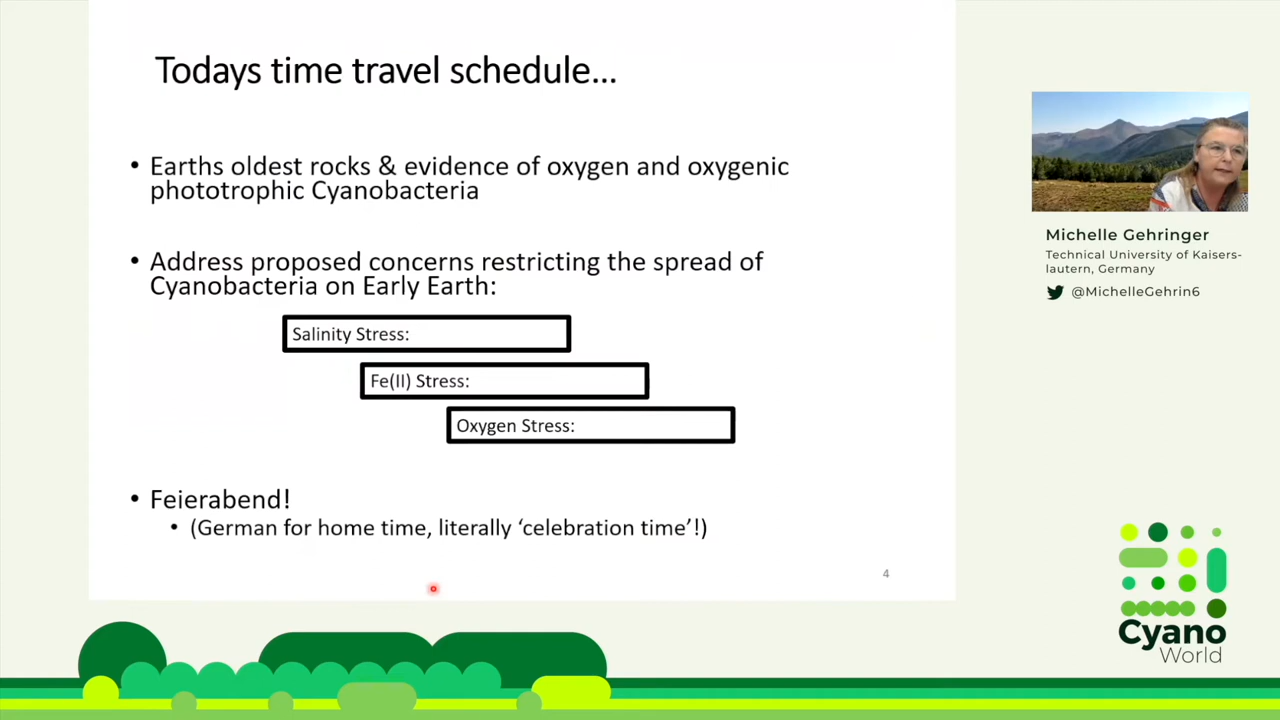 Todays time travel schedule...
• Earths oldest rocks & evidence of oxygen and oxygenic
phototrophic Cyanobacteria
• Address proposed concerns restricting the spread of
Cyanobacteria on Early Earth:
Salinity Stress:
Fe(II) Stress:
Oxygen Stress:
• Feierabend!
• (German for home time, literally ‘celebration time’!)
4
Michelle Gehringer
Technical University of Kaisers-
lautern, Germany
@MichelleGehrin6
Cyano
World